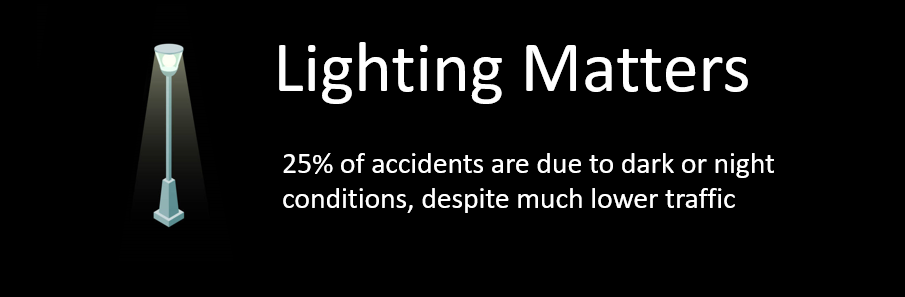 Lighting Matters
25% of accidents are due to dark or night
conditions, despite much lower traffic